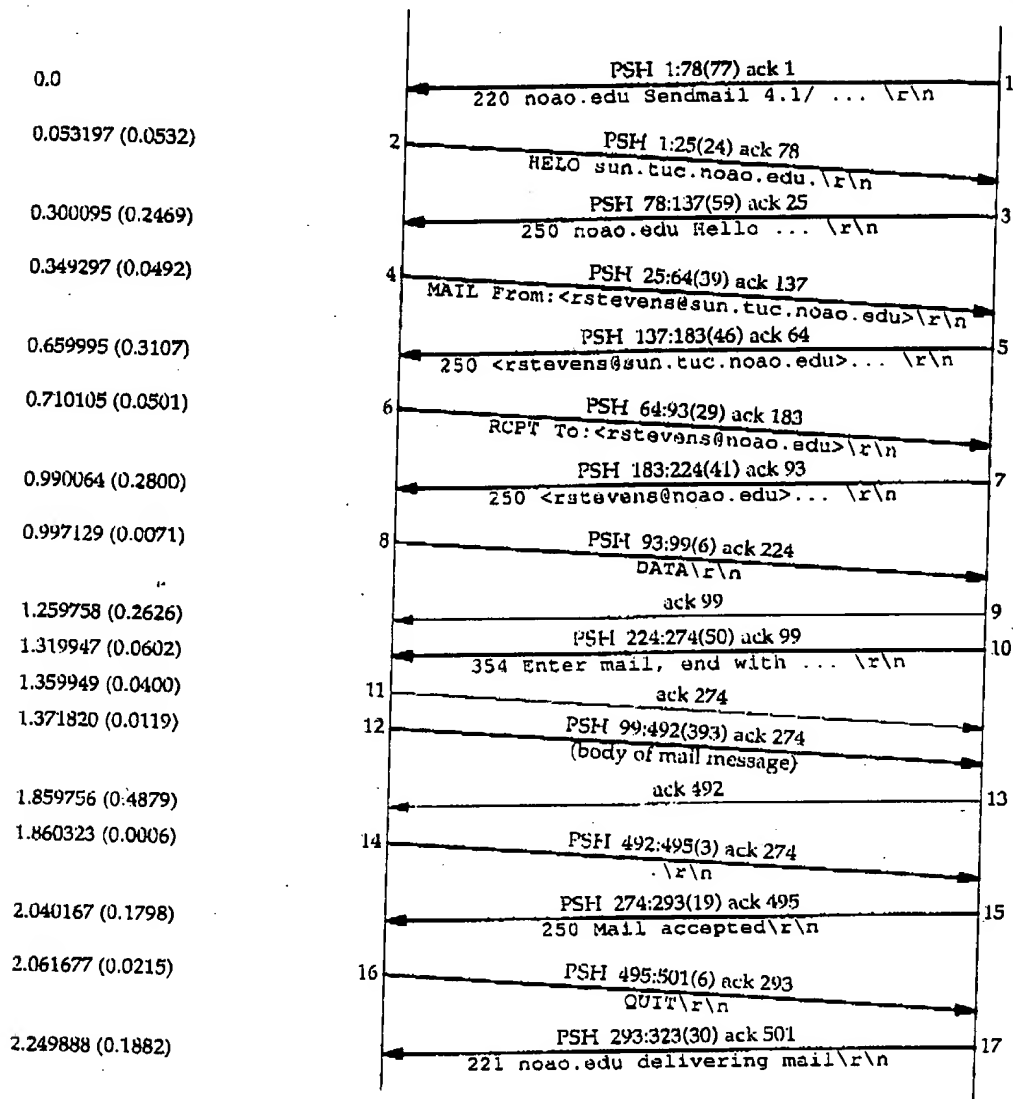 0.0
PSH 1:78(77) ack 1
1
220 noao.edu Sendmail 4.1/ ... \r\n
0.053197 (0.0532)
2
PSH 1:25(24) ack 78
HELO sun.tuc.noao.edu.\r\n
0.300095 (0.2469)
PSH 78:137(59) ack 25
3
250 noao.edu Hello ... \r\n
0.349297 (0.0492)
4
PSH 25:64(39) ack 137
MAIL From:<rstevens@sun.tuc.noao.edu>\r\n
0.659995 (0.3107)
PSH 137:183(46) ack 64
5
250 <rstevens@sun.tuc.noao.edu>... \r\n
0.710105 (0.0501)
6
PSH 64:93(29) ack 183
RCPT To:<rstevens@noao.edu>\r\n
0.990064 (0.2800)
PSH 183:224(41) ack 93
7
250 <rstevens@noao.edu>... \r\n
0.997129 (0.0071)
8
PSH 93:99(6) ack 224
DATA\r\n
1.259758 (0.2626)
ack 99
9
1.319947 (0.0602)
PSH 224:274(50) ack 99
10
354 Enter mail, end with ... \r\n
1.359949 (0.0400)
11
ack 274
1.371820 (0.0119)
12
PSH 99:492(393) ack 274
(body of mail message)
1.859756 (0.4879)
ack 492
13
1.860323 (0.0006)
14
PSH 492:495(3) ack 274
.\r\n
2.040167 (0.1798)
PSH 274:293(19) ack 495
15
250 Mail accepted\r\n
2.061677 (0.0215)
16
PSH 495:501(6) ack 293
QUIT\r\n
2.249888 (0.1882)
PSH 293:323(30) ack 501
17
221 noao.edu delivering mail\r\n